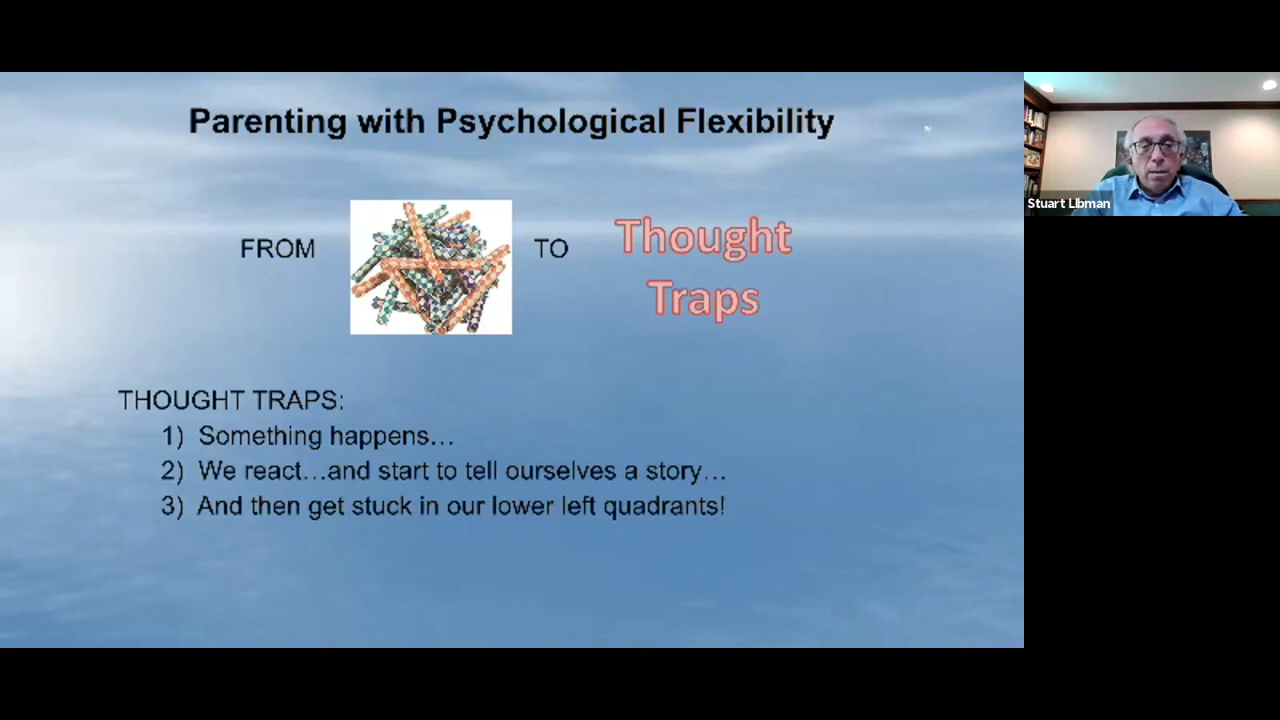 Parenting with Psychological Flexibility
FROM
TO
Thought
Traps
THOUGHT TRAPS:
1) Something happens…
2) We react…and start to tell ourselves a story…
3) And then get stuck in our lower left quadrants!
Stuart LIbman